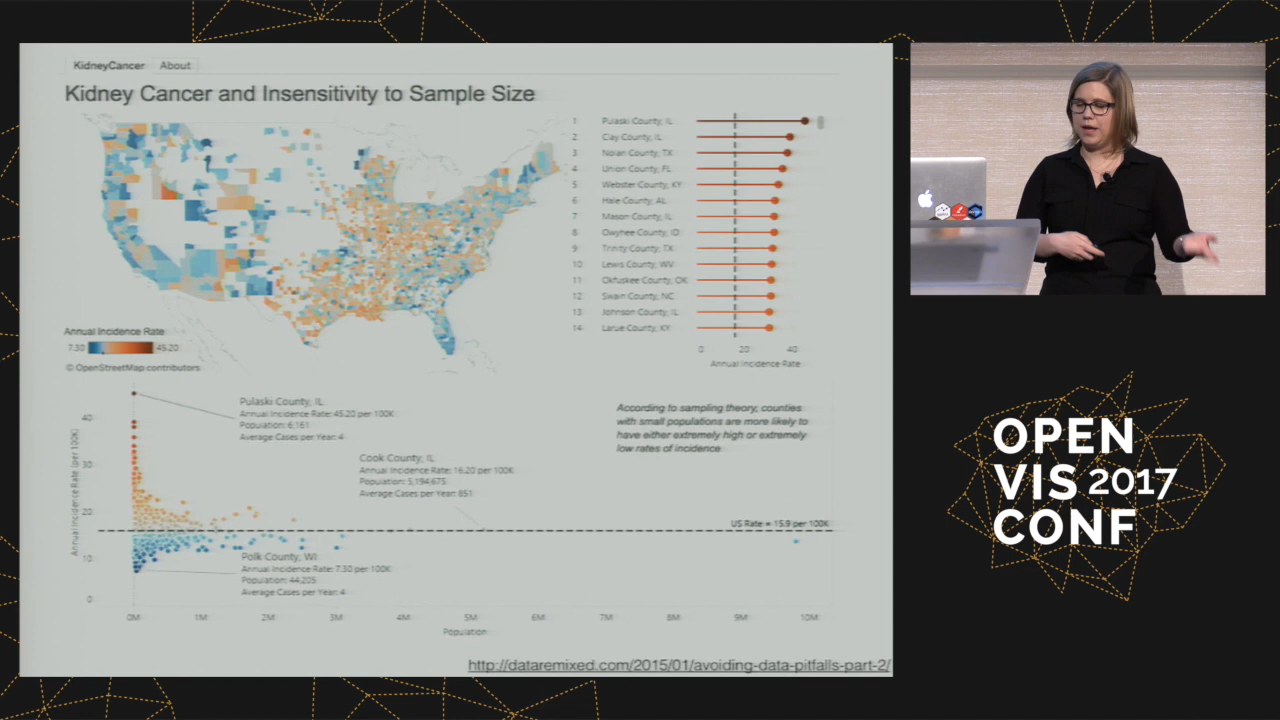 KidneyCancer About
Kidney Cancer and Insensitivity to Sample Size
1 Pulaski County, IL
2 Clay County, IL
3 Nolan County, TX
4 Union County, FL
5 Webster County, KY
6 Hale County, AL
7 Mason County, IL
8 Owyhee County, ID
9 Trinity County, TX
10 Lewis County, WV
11 Okfuskee County, OK
12 Swain County, NC
13 Johnson County, IL
14 Larue County, KY
0 20 40
Annual Incidence Rate
Annual Incidence Rate
7.30 45.20
© OpenStreetMap contributors
Pulaski County, IL
Annual Incidence Rate: 45.20 per 100K
Population: 6,161
Average Cases per Year: 4
Cook County, IL
Annual Incidence Rate: 16.20 per 100K
Population: 5,194,675
Average Cases per Year: 851
According to sampling theory, counties
with small populations are more likely to
have either extremely high or extremely
low rates of incidence
US Rate = 15.9 per 100K
Polk County, WI
Annual Incidence Rate: 7.30 per 100K
Population: 44,205
Average Cases per Year: 4
Annual Incidence Rate (per 100K)
40
30
20
10
0
0M 1M 2M 3M 4M 5M 6M 7M 8M 9M 10M
Population
http://dataremixed.com/2015/01/avoiding-data-pitfalls-part-2/
OPEN
VIS 2017
CONF